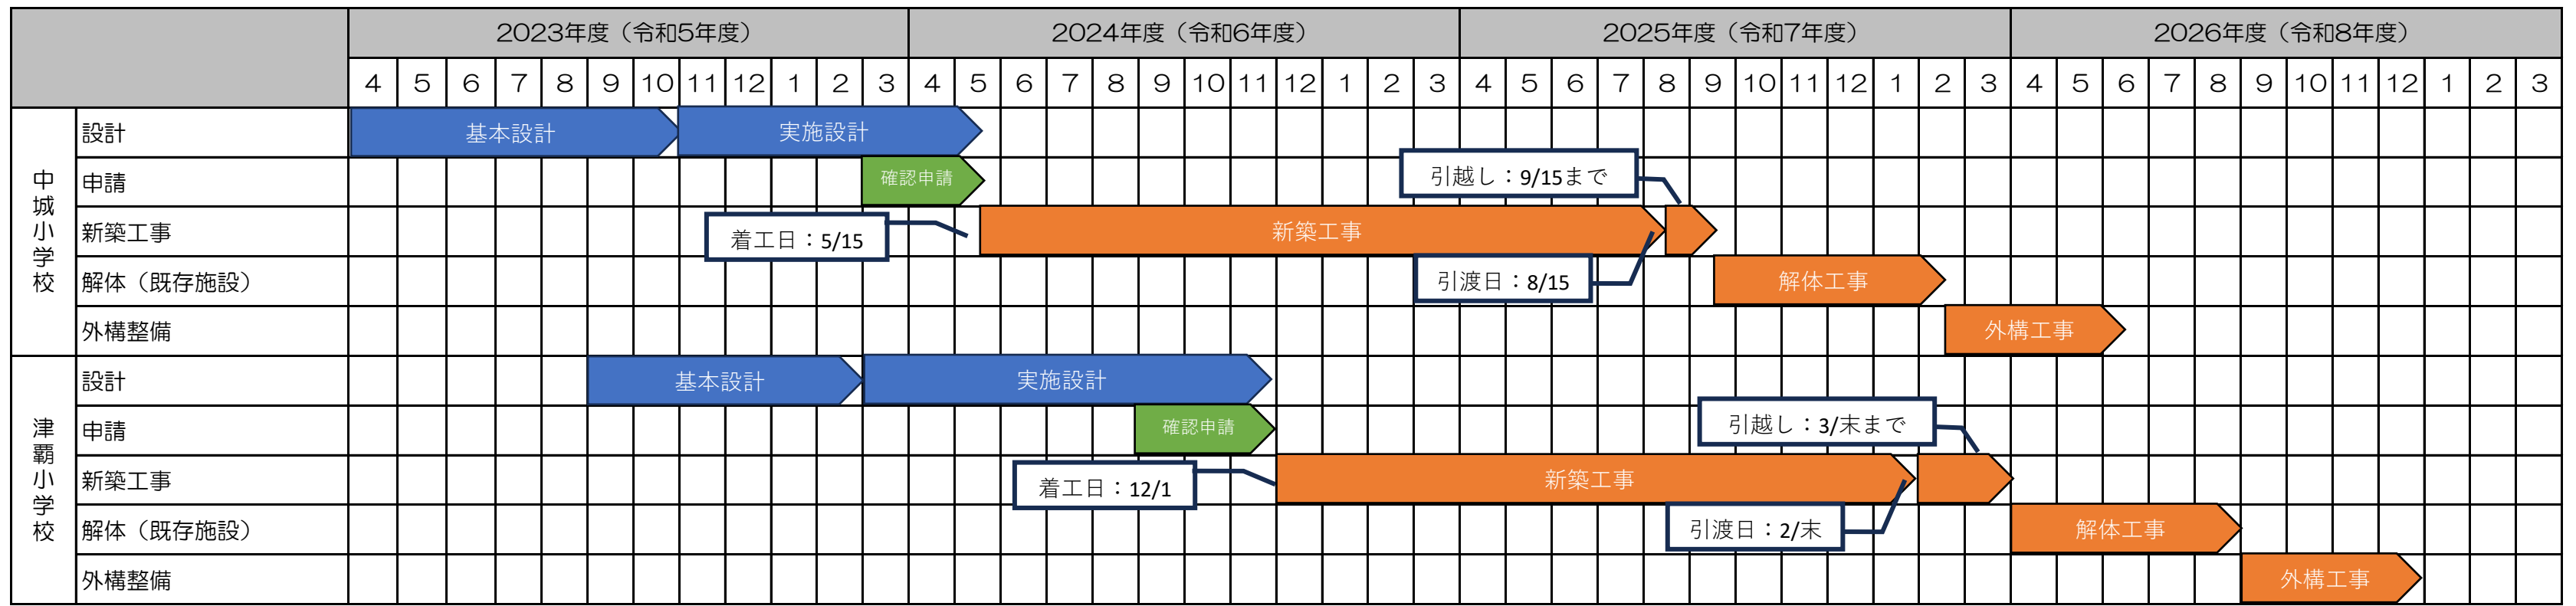 2023年度（令和5年度） 2024年度（令和6年度） 2025年度（令和7年度） 2026年度（令和8年度）
4 5 6 7 8 9 10 11 12 1 2 3 4 5 6 7 8 9 10 11 12 1 2 3 4 5 6 7 8 9 10 11 12 1 2 3 4 5 6 7 8 9 10 11 12 1 2 3
中城小学校
設計 基本設計 実施設計
申請 確認申請 引越し：9/15まで
新築工事 着工日：5/15 新築工事
解体（既存施設） 引渡日：8/15 解体工事
外構整備 外構工事
津覇小学校
設計 基本設計 実施設計
申請 確認申請 引越し：3/末まで
新築工事 着工日：12/1 新築工事
解体（既存施設） 引渡日：2/末 解体工事
外構整備 外構工事